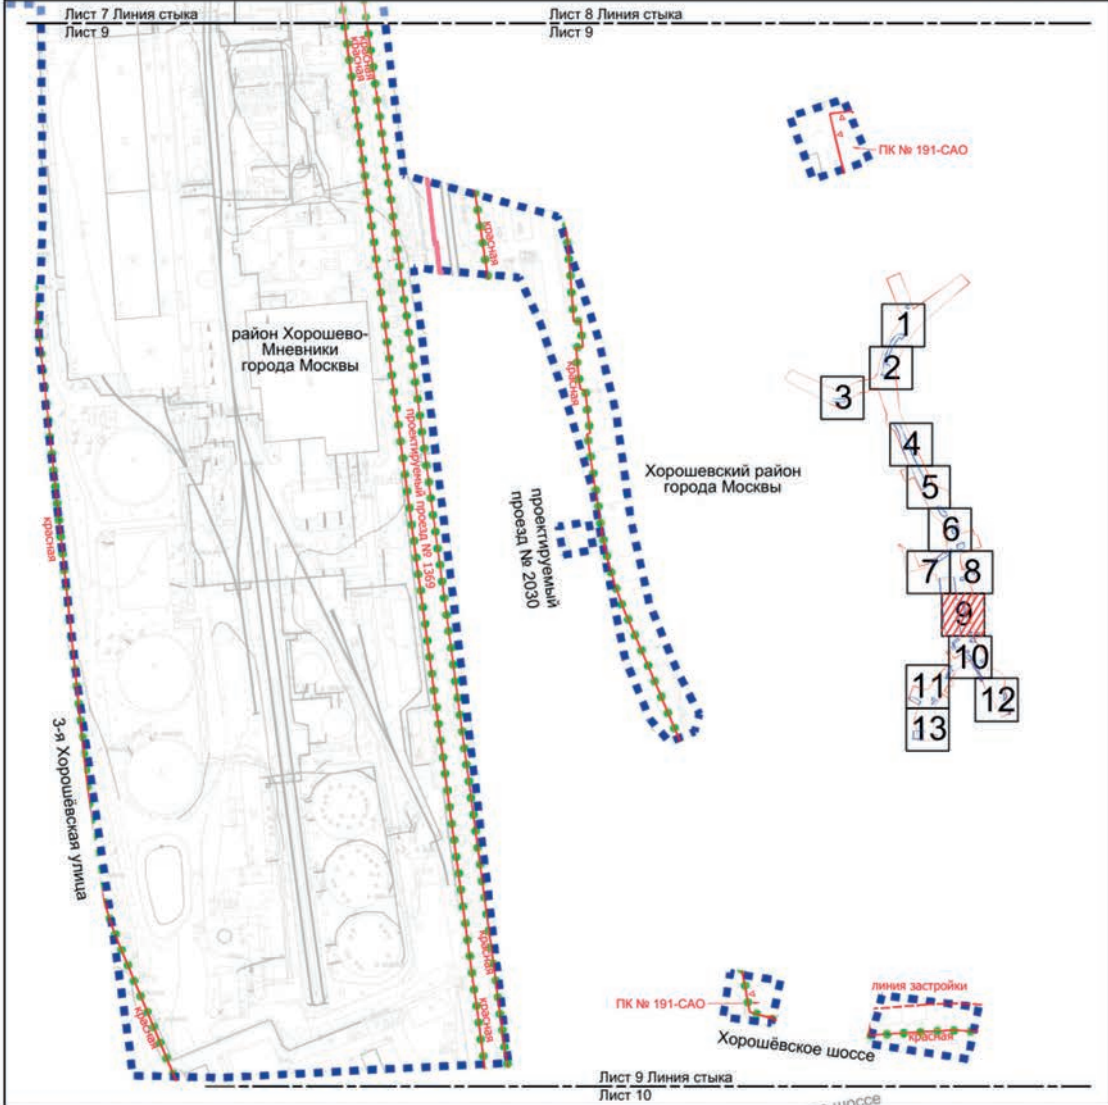 Лист 7 Линия стыка
Лист 9
Лист 8 Линия стыка
Лист 9
красная
красная
ПК № 191-САО
красная
район Хорошево-
Мневники
города Москвы
красная
проектируемый проезд № 1369
Хорошевский район
города Москвы
проектируемый
проезд № 2030
красная
3-я Хорошёвская улица
1
2
3
4
5
6
7
8
9
10
11
12
13
красная
красная
красная
ПК № 191-САО
линия застройки
красная
Хорошёвское шоссе
Лист 9 Линия стыка
Лист 10
шоссе